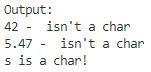 Output:
42 -  isn't a char
5.47 -  isn't a char
s is a char!